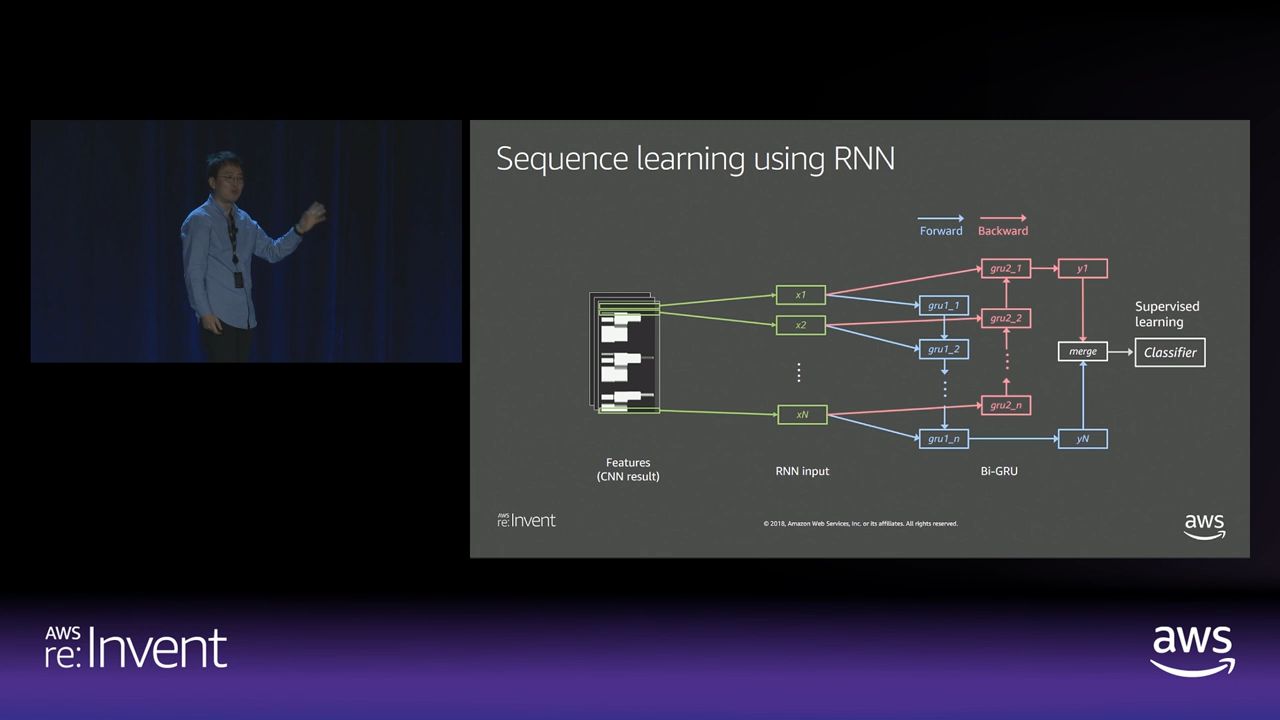 Sequence learning using RNN
Forward
Backward
x1
x2
xN
gru1_1
gru1_2
gru1_n
gru2_1
gru2_2
gru2_n
y1
merge
yN
Supervised
learning
Classifier
Features
(CNN result)
RNN input
Bi-GRU
AWS
re:Invent
© 2018, Amazon Web Services, Inc. or its affiliates. All rights reserved.
aws
AWS
re:Invent
aws